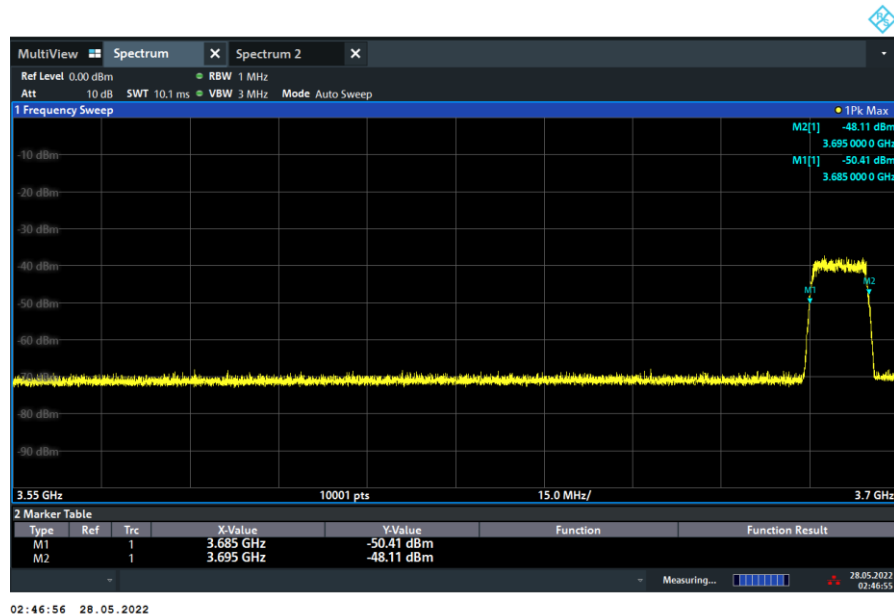 R S
MultiView Spectrum X Spectrum 2 X
Ref Level 0.00 dBm RBW 1 MHz
Att 10 dB SWT 10.1 ms VBW 3 MHz Mode Auto Sweep
1 Frequency Sweep 1Pk Max
M2[1] -48.11 dBm
3.695 000 0 GHz
M1[1] -50.41 dBm
3.685 000 0 GHz
-10 dBm
-20 dBm
-30 dBm
-40 dBm
M1 M2
-50 dBm
-60 dBm
-70 dBm
-80 dBm
-90 dBm
3.55 GHz 10001 pts 15.0 MHz/ 3.7 GHz
2 Marker Table
Type Ref Trc X-Value Y-Value Function Function Result
M1 1 3.685 GHz -50.41 dBm
M2 1 3.695 GHz -48.11 dBm
Measuring... 28.05.2022
02:46:55
02:46:56 28.05.2022